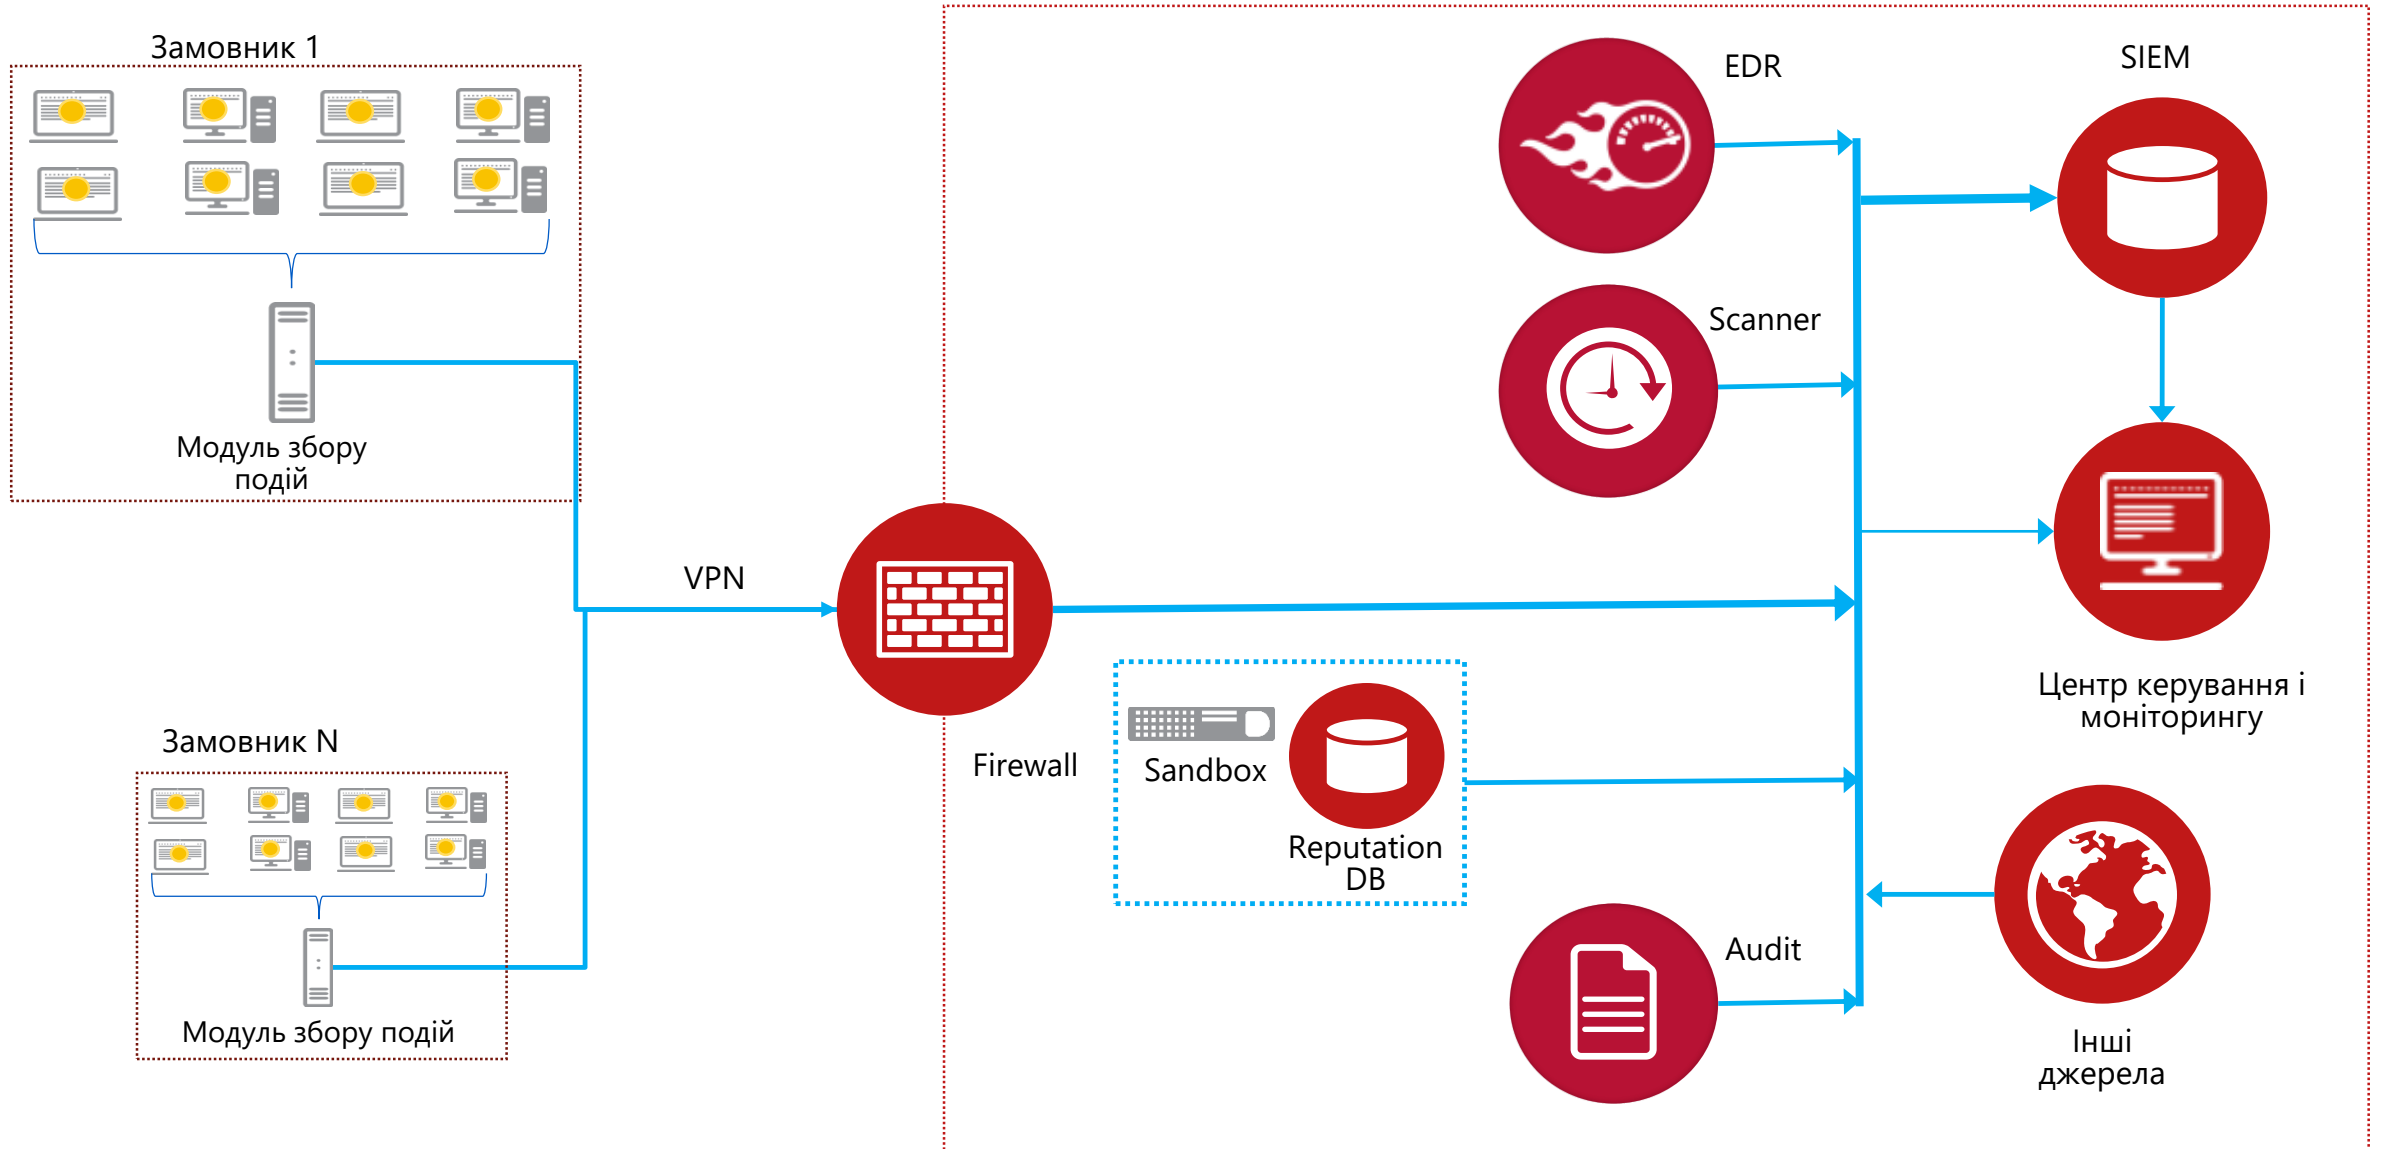 Замовник 1
Модуль збору
подій
VPN
Замовник N
Модуль збору подій
Firewall
Sandbox
Reputation
DB
EDR
Scanner
Audit
SIEM
Центр керування і
моніторингу
Інші
джерела